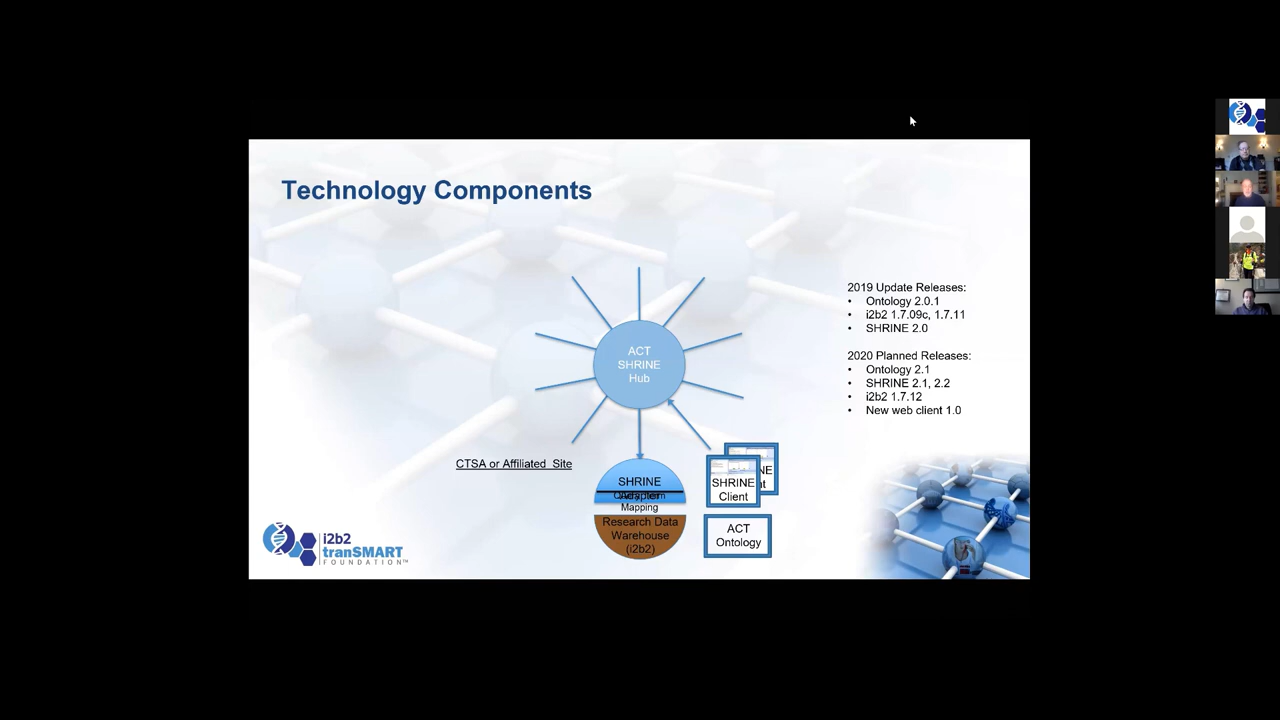 Technology Components
ACT
SHRINE
Hub
2019 Update Releases:
• Ontology 2.0.1
• i2b2 1.7.09c, 1.7.11
• SHRINE 2.0
2020 Planned Releases:
• Ontology 2.1
• SHRINE 2.1, 2.2
• i2b2 1.7.12
• New web client 1.0
CTSA or Affiliated Site
SHRINE
Mapping
Research Data
Warehouse
(i2b2)
SHRINE
Client
ACT
Ontology
i2b2
tranSMART
FOUNDATION™